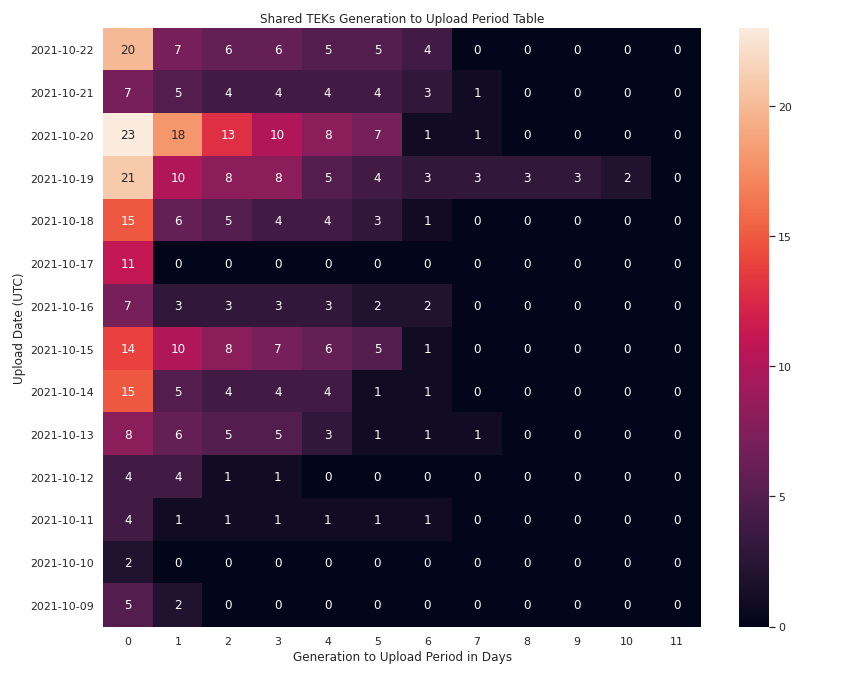 Shared TEKs Generation to Upload Period Table
Upload Date (UTC)
2021-10-22 20 7 6 6 5 5 4 0 0 0 0 0
2021-10-21 7 5 4 4 4 4 3 1 0 0 0 0
2021-10-20 23 18 13 10 8 7 1 1 0 0 0 0
2021-10-19 21 10 8 8 5 4 3 3 3 3 2 0
2021-10-18 15 6 5 4 4 3 1 0 0 0 0 0
2021-10-17 11 0 0 0 0 0 0 0 0 0 0 0
2021-10-16 7 3 3 3 3 2 2 0 0 0 0 0
2021-10-15 14 10 8 7 6 5 1 0 0 0 0 0
2021-10-14 15 5 4 4 4 1 1 0 0 0 0 0
2021-10-13 8 6 5 5 3 1 1 1 0 0 0 0
2021-10-12 4 4 1 1 0 0 0 0 0 0 0 0
2021-10-11 4 1 1 1 1 1 1 0 0 0 0 0
2021-10-10 2 0 0 0 0 0 0 0 0 0 0 0
2021-10-09 5 2 0 0 0 0 0 0 0 0 0 0
0 1 2 3 4 5 6 7 8 9 10 11
Generation to Upload Period in Days
20
15
10
5
0